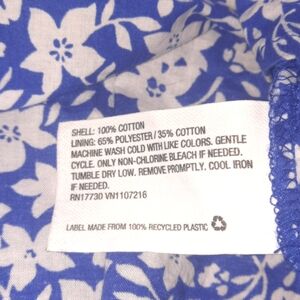 SHELL: 100% COTTON
LINING: 65% POLYESTER / 35% COTTON
MACHINE WASH COLD WITH LIKE COLORS. GENTLE
CYCLE. ONLY NON-CHLORINE BLEACH IF NEEDED.
TUMBLE DRY LOW. REMOVE PROMPTLY. COOL IRON
IF NEEDED.
RN17730 VN1107216
LABEL MADE FROM 100% RECYCLED PLASTIC